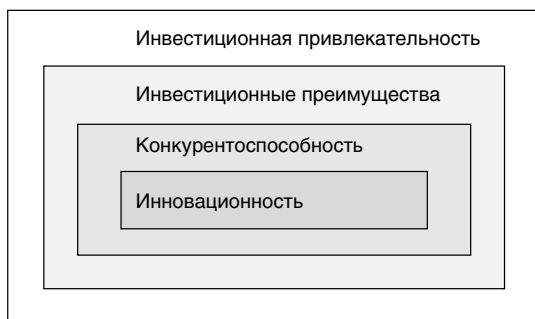 Инвестиционная привлекательность
Инвестиционные преимущества
Конкурентоспособность
Инновационность